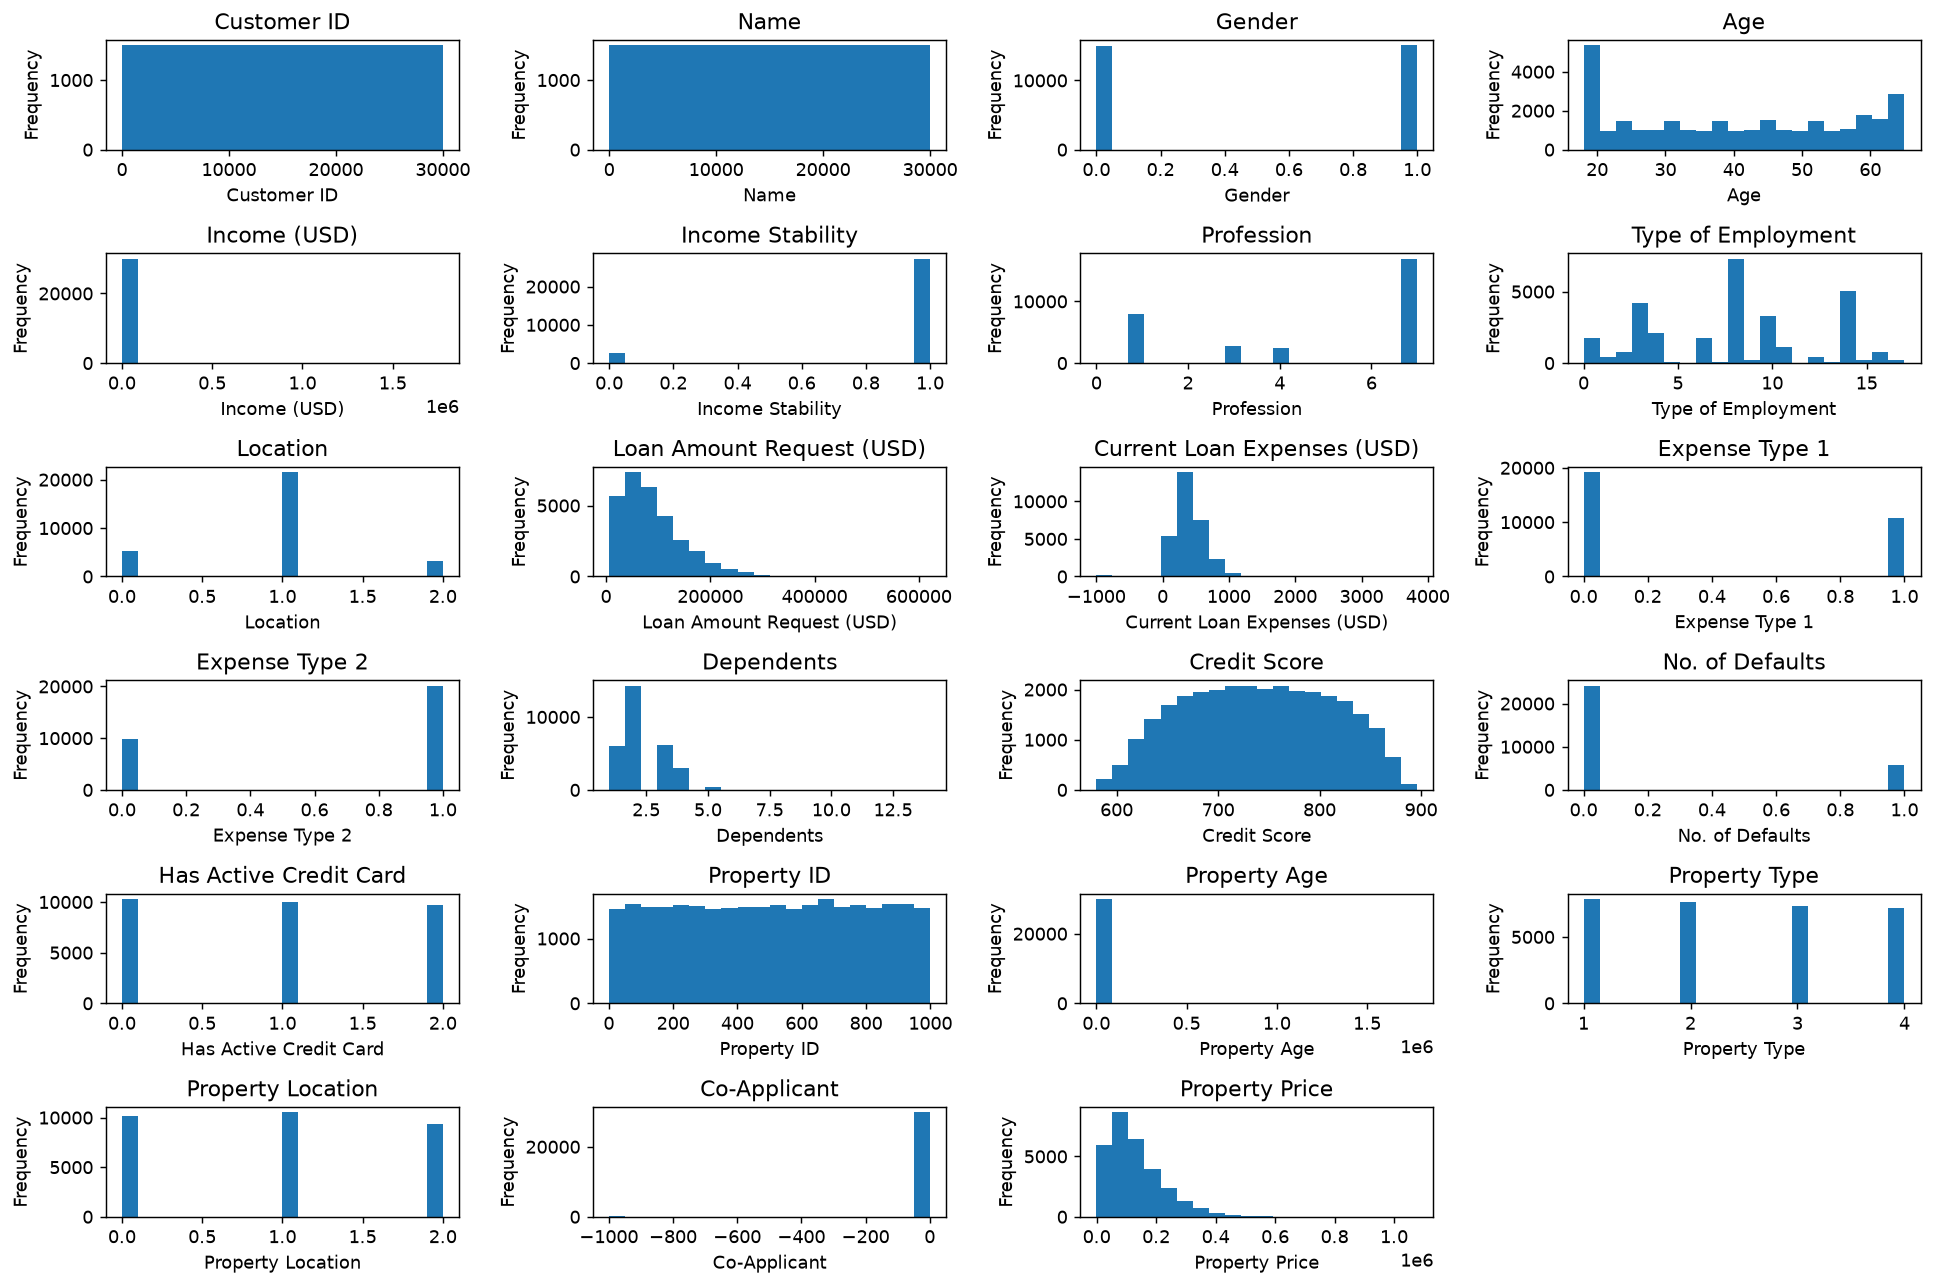 Customer ID
Name
Gender
Age
Frequency
1000
0
0 10000 20000 30000
Customer ID
Frequency
1000
0
0 10000 20000 30000
Name
Frequency
10000
0
0.0 0.2 0.4 0.6 0.8 1.0
Gender
Frequency
4000
2000
0
20 30 40 50 60
Age
Income (USD)
Income Stability
Profession
Type of Employment
Frequency
20000
0
0.0 0.5 1.0 1.5
Income (USD)
1e6
Frequency
20000
10000
0
0.0 0.2 0.4 0.6 0.8 1.0
Income Stability
Frequency
10000
0
0 2 4 6
Profession
Frequency
5000
0
0 5 10 15
Type of Employment
Location
Loan Amount Request (USD)
Current Loan Expenses (USD)
Expense Type 1
Frequency
20000
10000
0
0.0 0.5 1.0 1.5 2.0
Location
Frequency
5000
0
0 200000 400000 600000
Loan Amount Request (USD)
Frequency
10000
5000
0
−1000 0 1000 2000 3000 4000
Current Loan Expenses (USD)
Frequency
20000
10000
0
0.0 0.2 0.4 0.6 0.8 1.0
Expense Type 1
Expense Type 2
Dependents
Credit Score
No. of Defaults
Frequency
20000
10000
0
0.0 0.2 0.4 0.6 0.8 1.0
Expense Type 2
Frequency
10000
0
2.5 5.0 7.5 10.0 12.5
Dependents
Frequency
2000
1000
0
600 700 800 900
Credit Score
Frequency
20000
10000
0
0.0 0.2 0.4 0.6 0.8 1.0
No. of Defaults
Has Active Credit Card
Property ID
Property Age
Property Type
Frequency
10000
5000
0
0.0 0.5 1.0 1.5 2.0
Has Active Credit Card
Frequency
1000
0
0 200 400 600 800 1000
Property ID
Frequency
20000
0
0.0 0.5 1.0 1.5
Property Age
1e6
Frequency
5000
0
1 2 3 4
Property Type
Property Location
Co-Applicant
Property Price
Frequency
10000
5000
0
0.0 0.5 1.0 1.5 2.0
Property Location
Frequency
20000
0
−1000 −800 −600 −400 −200 0
Co-Applicant
Frequency
5000
0
0.0 0.2 0.4 0.6 0.8 1.0
Property Price
1e6